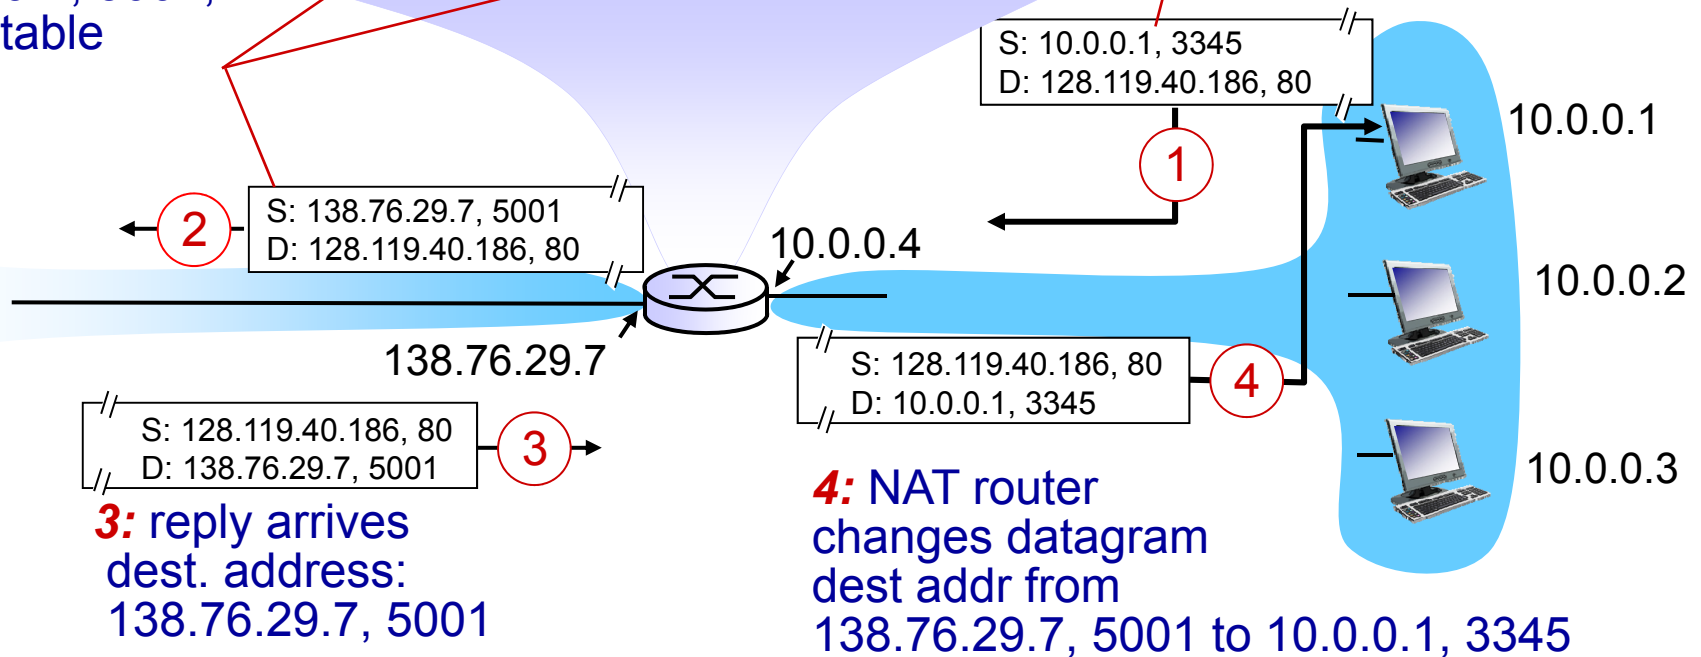 table
S: 10.0.0.1, 3345
D: 128.119.40.186, 80
10.0.0.1
1
2
S: 138.76.29.7, 5001
D: 128.119.40.186, 80
10.0.0.4
10.0.0.2
138.76.29.7
S: 128.119.40.186, 80
D: 10.0.0.1, 3345
4
S: 128.119.40.186, 80
D: 138.76.29.7, 5001
3
10.0.0.3
3: reply arrives
dest. address:
138.76.29.7, 5001
4: NAT router
changes datagram
dest addr from
138.76.29.7, 5001 to 10.0.0.1, 3345